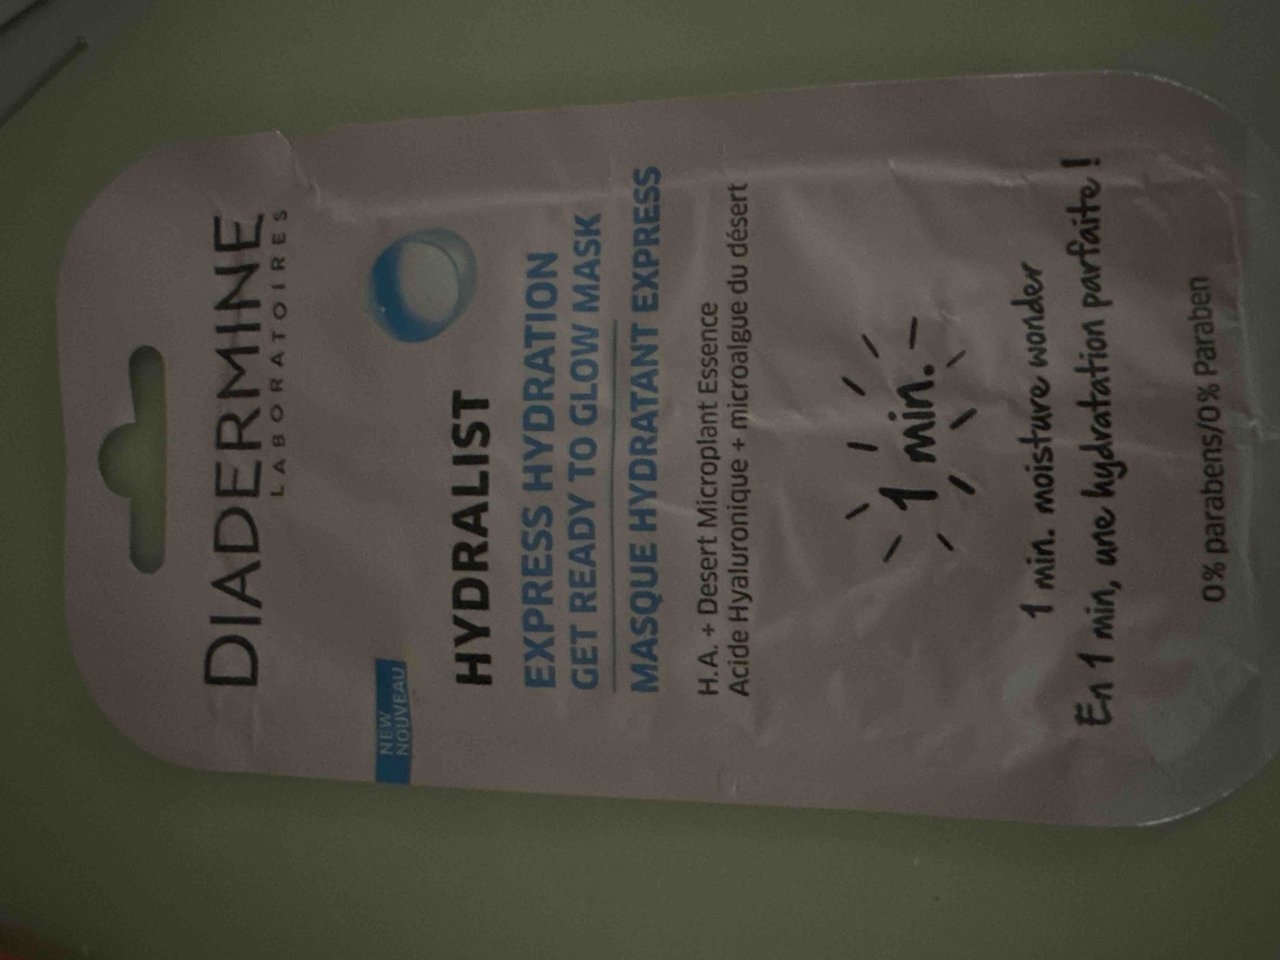 DIADERMINE
LABORATOIRES
NEW
NOUVEAU
HYDRALIST
EXPRESS HYDRATION
GET READY TO GLOW MASK
MASQUE HYDRATANT EXPRESS
H.A. + Desert Microplant Essence
Acide Hyaluronique + microalgue du désert
1 min.
1 min. moisture wonder
En 1 min, une hydratation parfaite !
0% parabens/0% Paraben